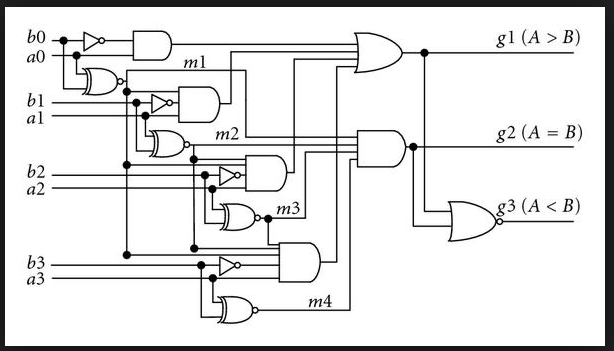 b0
a0
g1 (A > B)
m1
b1
a1
m2
g2 (A = B)
b2
a2
m3
g3 (A < B)
b3
a3
m4